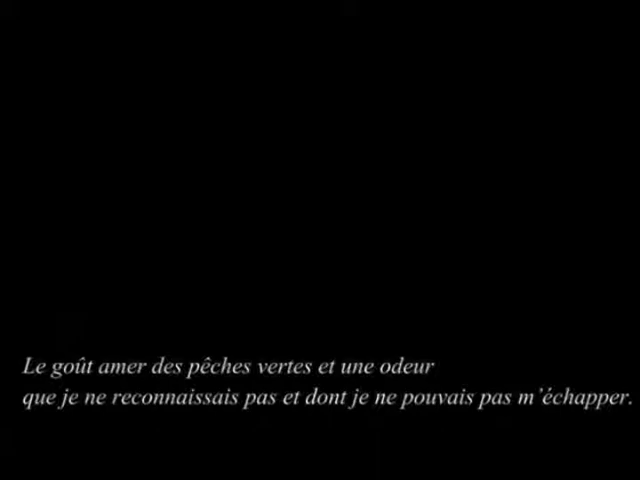 Le goût amer des pêches vertes et une odeur
que je ne reconnaissais pas et dont je ne pouvais pas m’échapper.